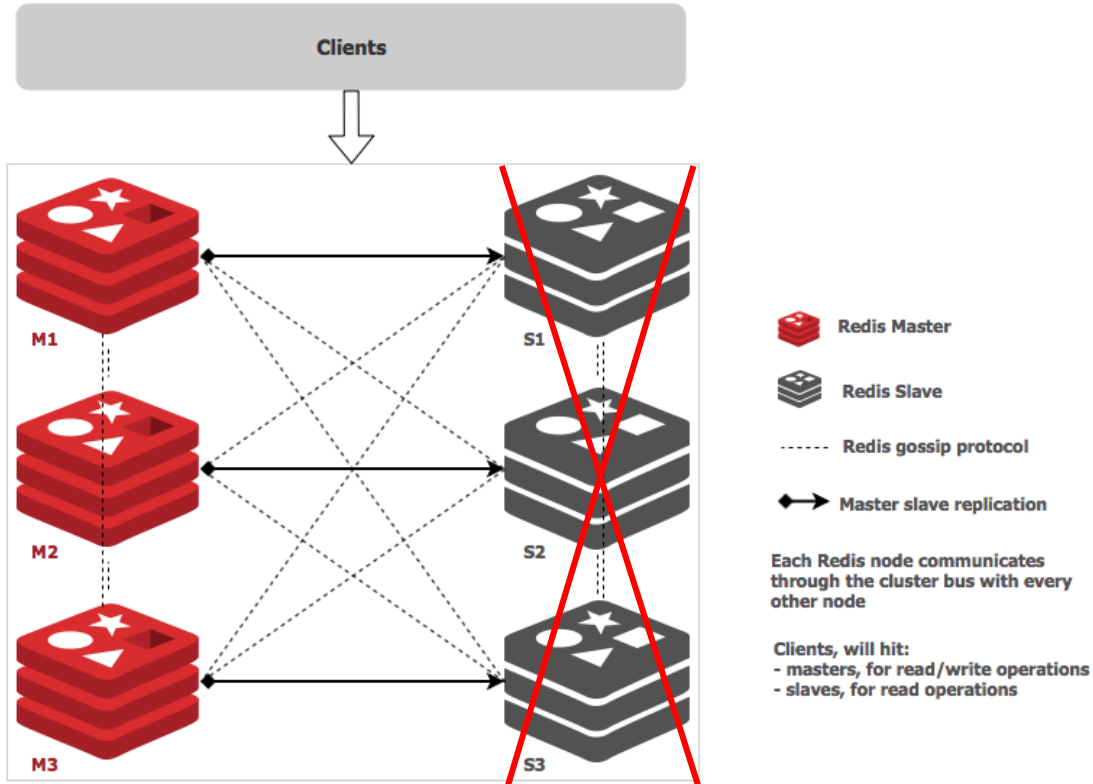 Clients
M1
S1
M2
S2
M3
S3
Redis Master
Redis Slave
Redis gossip protocol
Master slave replication
Each Redis node communicates
through the cluster bus with every
other node
Clients, will hit:
- masters, for read/write operations
- slaves, for read operations